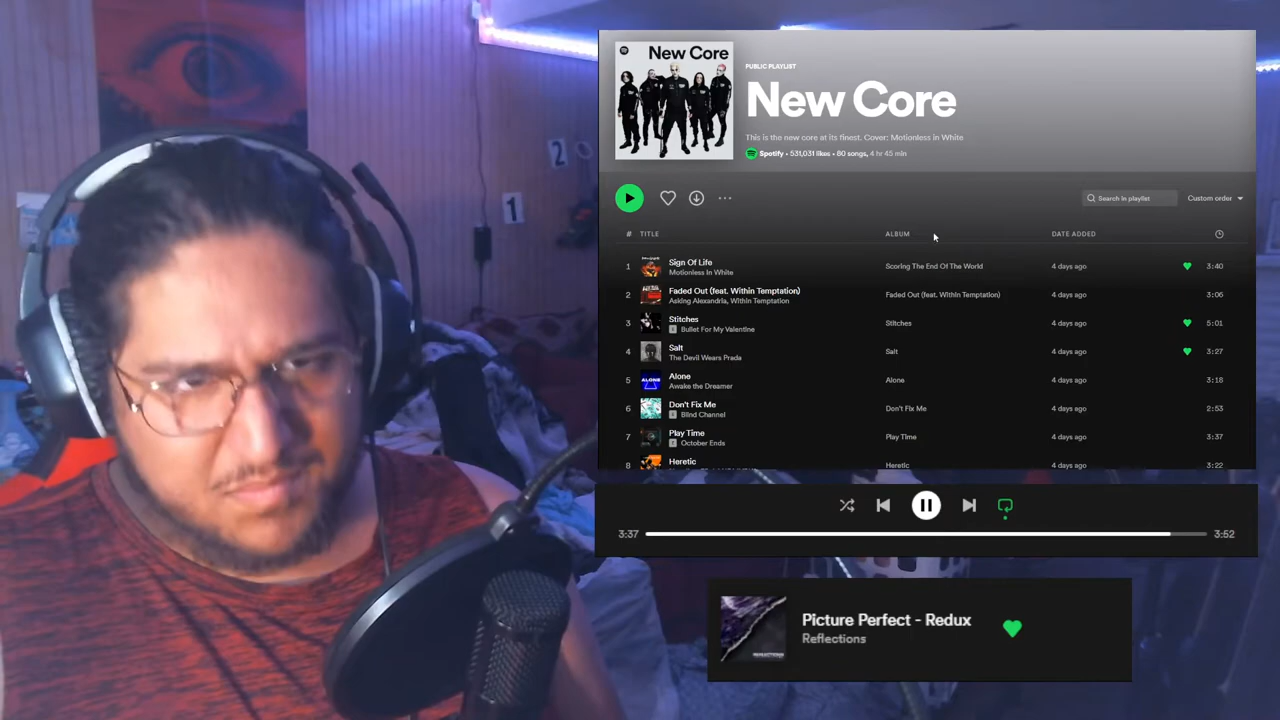 2
1
New Core
PUBLIC PLAYLIST
New Core
This is the new core at its finest. Cover: Motionless in White
Spotify • 531,031 likes • 80 songs, 4 hr 45 min
Search in playlist
Custom order
# TITLE ALBUM DATE ADDED
1 Sign Of Life Motionless In White Scoring The End Of The World 4 days ago 3:40
2 Faded Out (feat. Within Temptation) Asking Alexandria, Within Temptation Faded Out (feat. Within Temptation) 4 days ago 3:06
3 Stitches E Bullet For My Valentine Stitches 4 days ago 5:01
4 Salt The Devil Wears Prada Salt 4 days ago 3:27
5 Alone Awake the Dreamer Alone 4 days ago 3:18
6 Don't Fix Me E Blind Channel Don't Fix Me 4 days ago 2:53
7 Play Time E October Ends Play Time 4 days ago 3:37
8 Heretic Heretic 4 days ago 3:22
3:37 3:52
Picture Perfect - Redux
Reflections